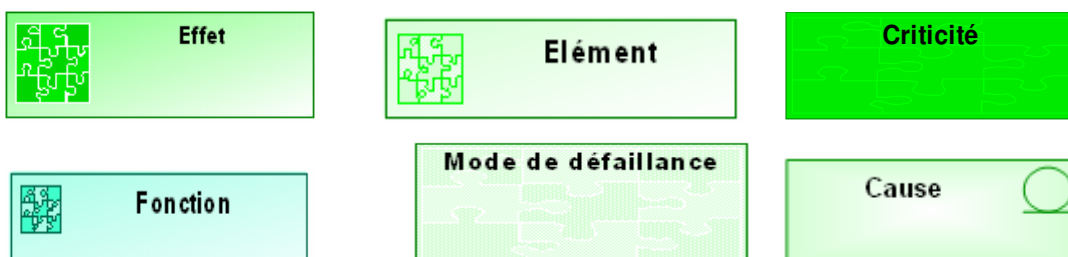 Effet
Elément
Criticité
Fonction
Mode de défaillance
Cause